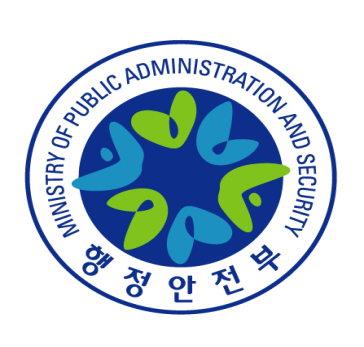 MINISTRY OF PUBLIC ADMINISTRATION AND SECURITY
행정안전부